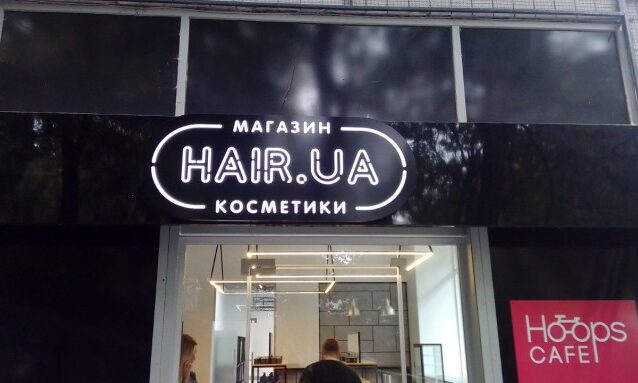 МАГАЗИН
HAIR.UA
КОСМЕТИКИ
Hoops
CAFE